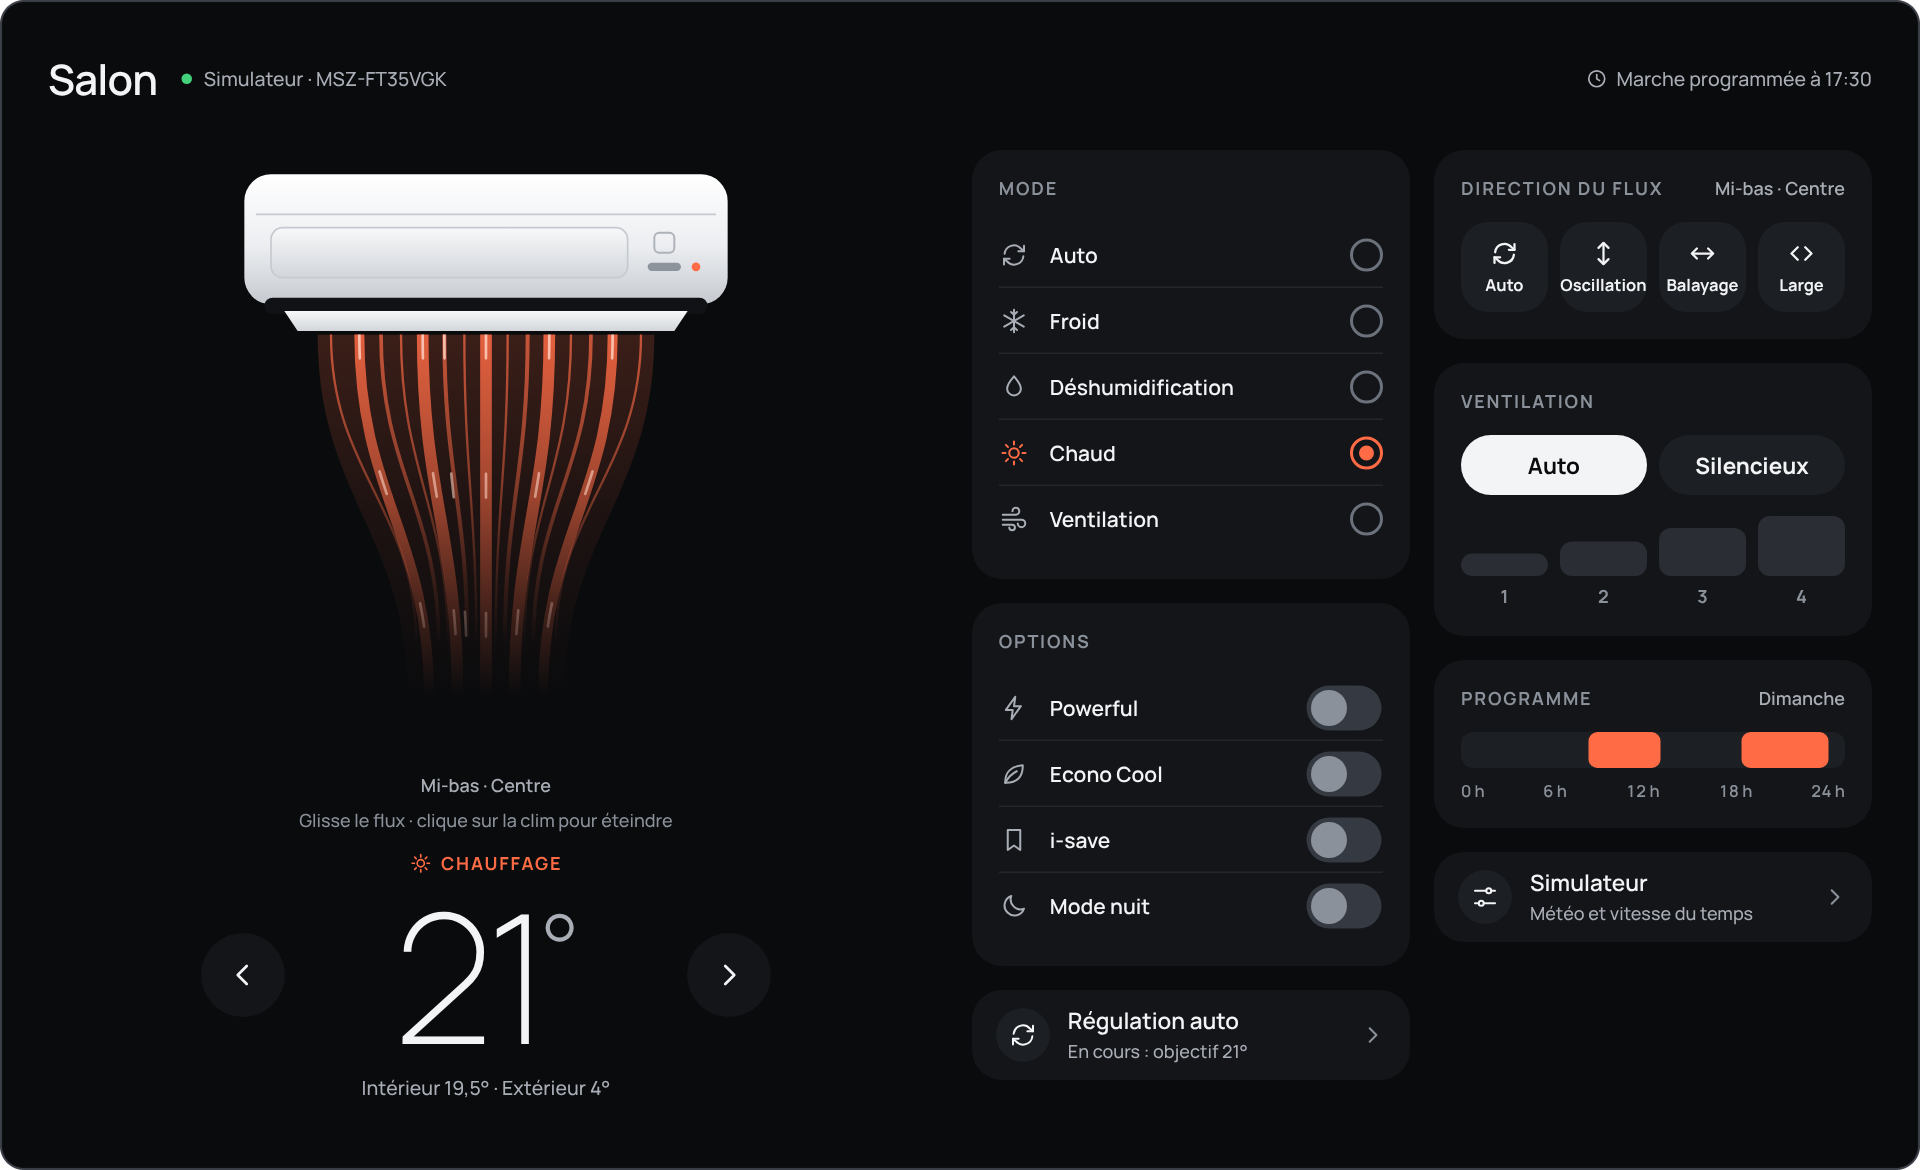 Salon
Simulateur · MSZ-FT35VGK
Marche programmée à 17:30
Mi-bas · Centre
Glisse le flux · clique sur la clim pour éteindre
CHAUFFAGE
21°
Intérieur 19,5° · Extérieur 4°
MODE
Auto
Froid
Déshumidification
Chaud
Ventilation
OPTIONS
Powerful
Econo Cool
i-save
Mode nuit
Régulation auto
En cours : objectif 21°
DIRECTION DU FLUX
Mi-bas · Centre
Auto
Oscillation
Balayage
Large
VENTILATION
Auto
Silencieux
1
2
3
4
PROGRAMME
Dimanche
0 h
6 h
12 h
18 h
24 h
Simulateur
Météo et vitesse du temps